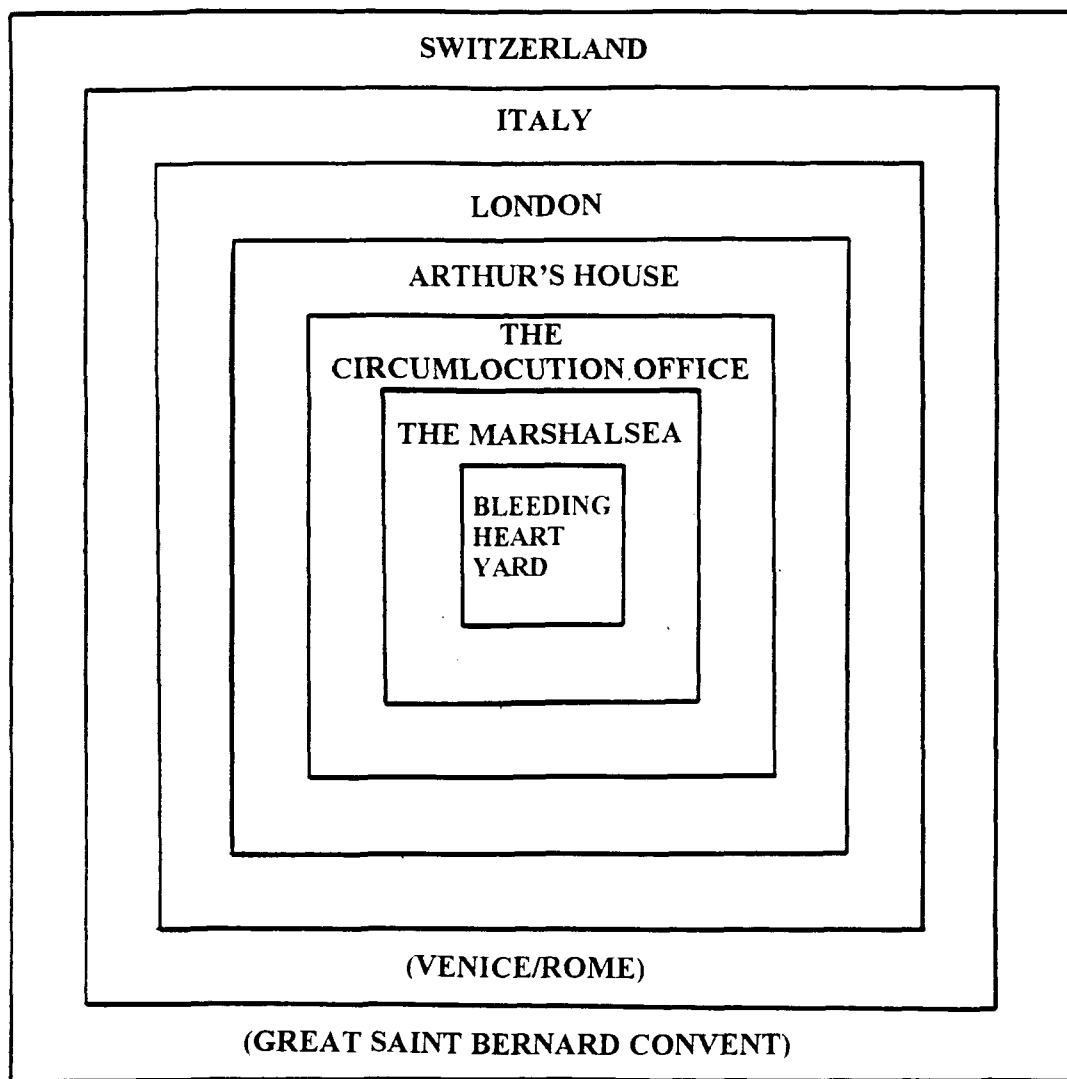 SWITZERLAND
ITALY
LONDON
ARTHUR'S HOUSE
THE
CIRCUMLOCUTION OFFICE
THE MARSHALSEA
BLEEDING
HEART
YARD
(VENICE/ROME)
(GREAT SAINT BERNARD CONVENT)